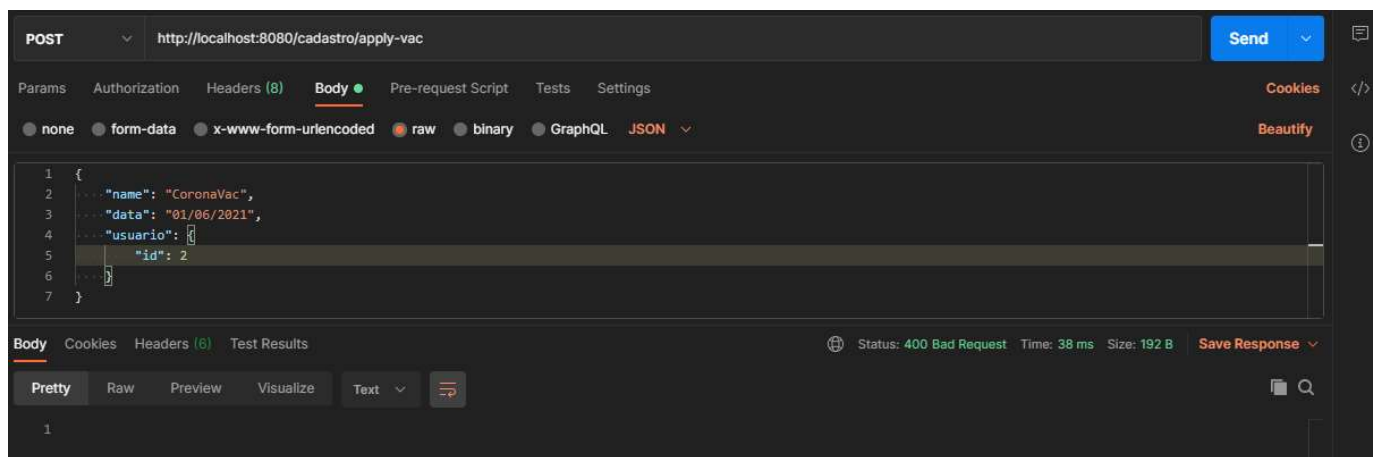 POST http://localhost:8080/cadastro/apply-vac Send
Params Authorization Headers (8) Body Pre-request Script Tests Settings Cookies
none form-data x-www-form-urlencoded raw binary GraphQL JSON Beautify
1 {
2 "name": "CoronaVac",
3 "data": "01/06/2021",
4 "usuario": {
5 "id": 2
6 }
7 }
Body Cookies Headers (6) Test Results Status: 400 Bad Request Time: 38 ms Size: 192 B Save Response
Pretty Raw Preview Visualize Text
1